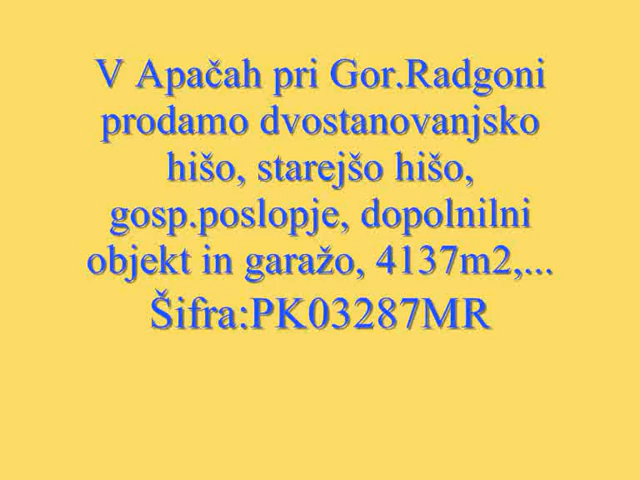 V Apačah pri Gor.Radgoni
prodamo dvostanovanjsko
hišo, starejšo hišo,
gosp.poslopje, dopolnilni
objekt in garažo, 4137m2,...
Šifra:PK03287MR